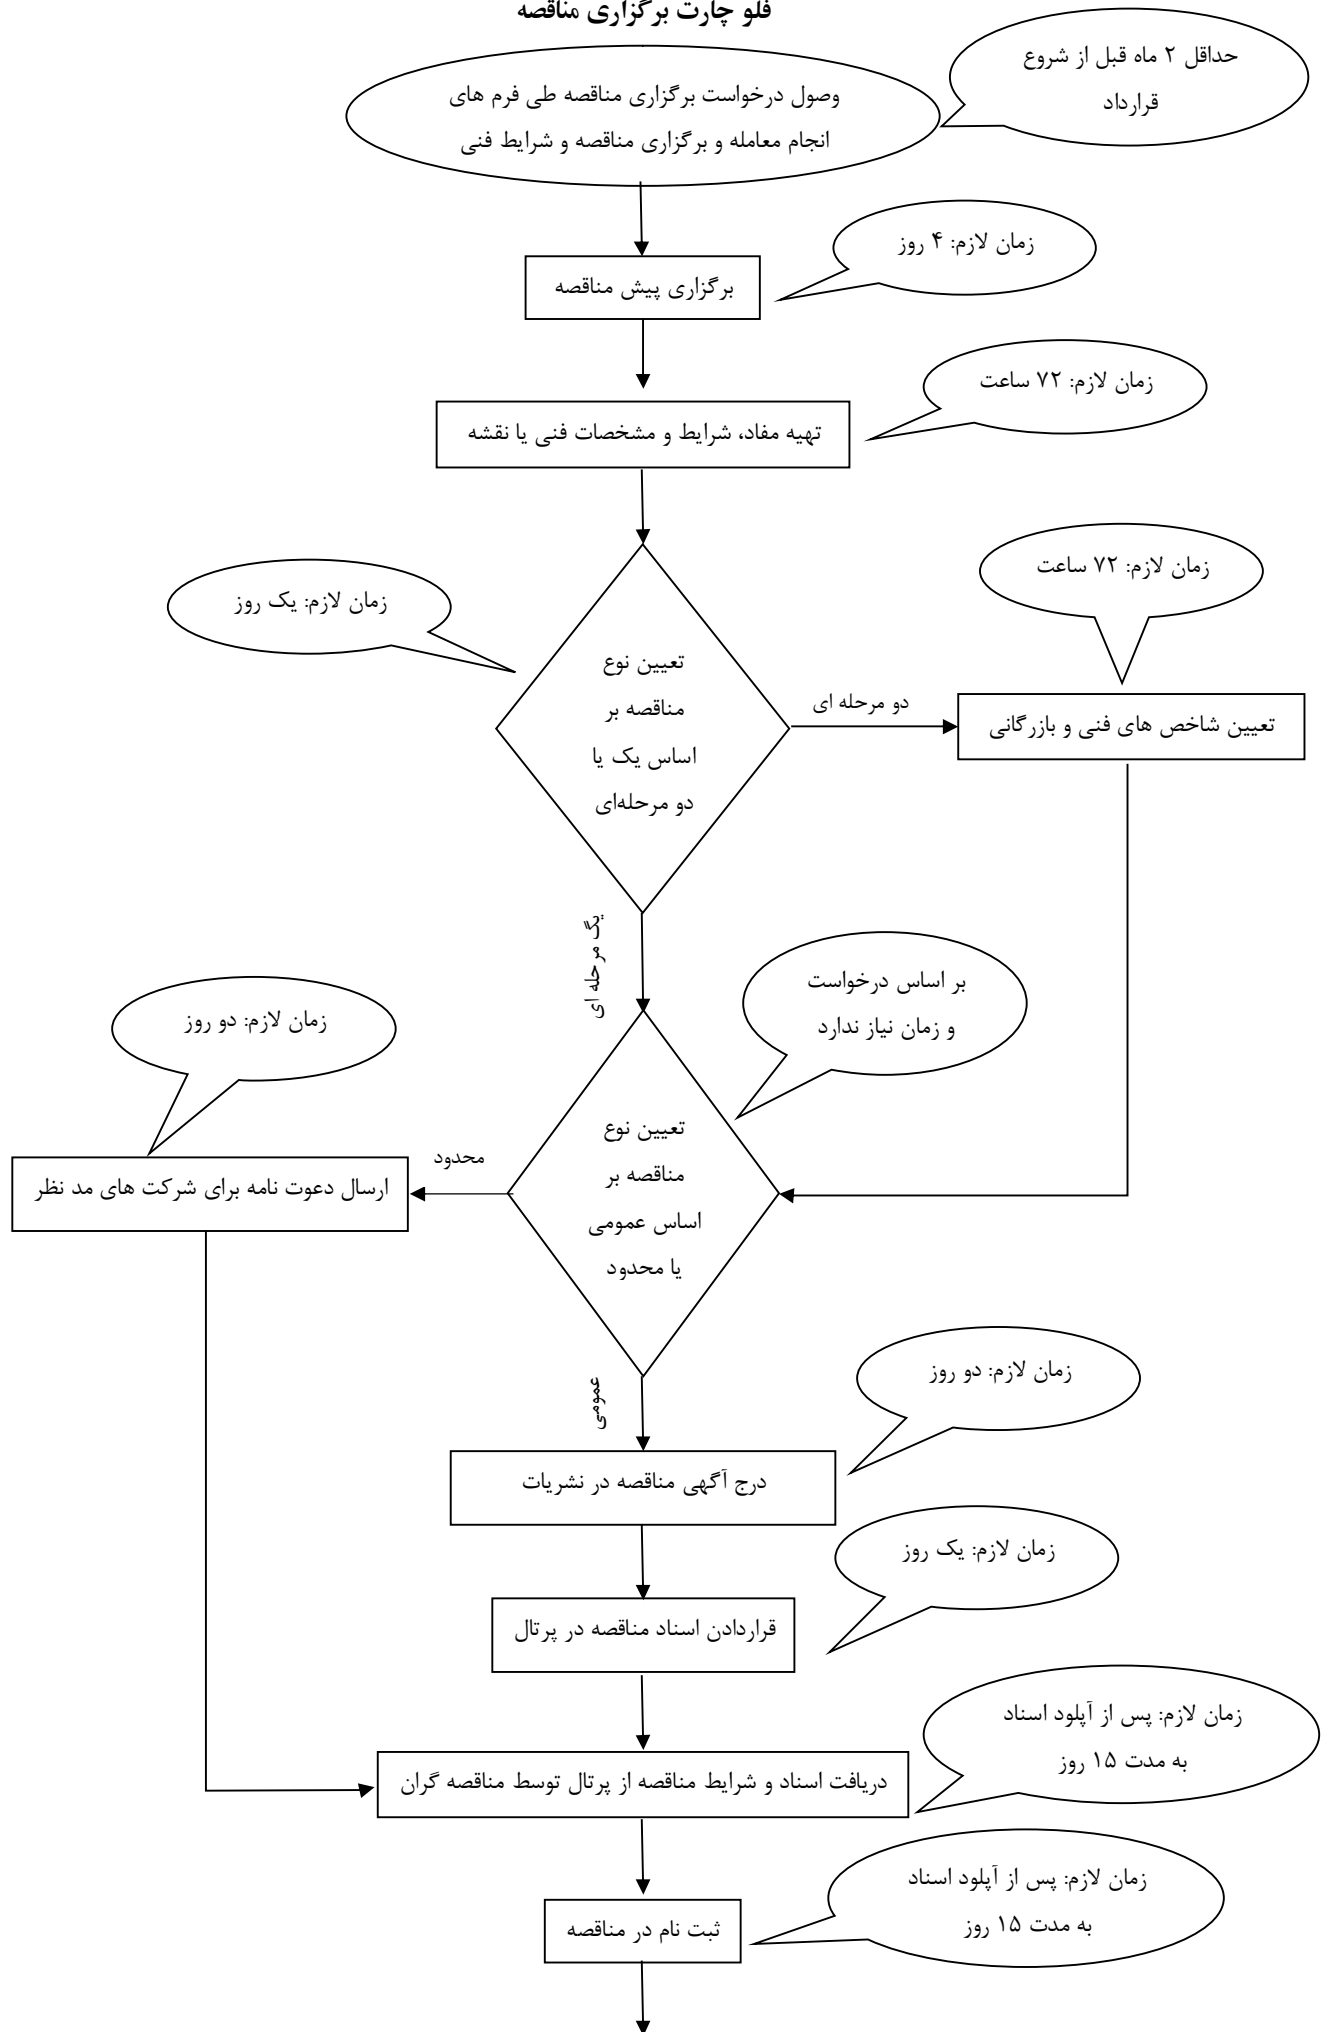 فلو چارت برگزاری مناقصه
حداقل ۲ ماه قبل از شروع
قرارداد
وصول درخواست برگزاری مناقصه طی فرم های
انجام معامله و برگزاری مناقصه و شرایط فنی
زمان لازم: ۴ روز
برگزاری پیش مناقصه
زمان لازم: ۷۲ ساعت
تهیه مفاد، شرایط و مشخصات فنی یا نقشه
زمان لازم: ۷۲ ساعت
زمان لازم: یک روز
تعیین نوع
مناقصه بر
اساس یک یا
دو مرحله‌ای
دو مرحله ای
تعیین شاخص های فنی و بازرگانی
یگ مرحله ای
بر اساس درخواست
و زمان نیاز ندارد
زمان لازم: دو روز
تعیین نوع
مناقصه بر
اساس عمومی
یا محدود
محدود
ارسال دعوت نامه برای شرکت های مد نظر
عمومی
زمان لازم: دو روز
درج آگهی مناقصه در نشریات
زمان لازم: یک روز
قراردادن اسناد مناقصه در پرتال
زمان لازم: پس از آپلود اسناد
به مدت ۱۵ روز
دریافت اسناد و شرایط مناقصه از پرتال توسط مناقصه گران
زمان لازم: پس از آپلود اسناد
به مدت ۱۵ روز
ثبت نام در مناقصه